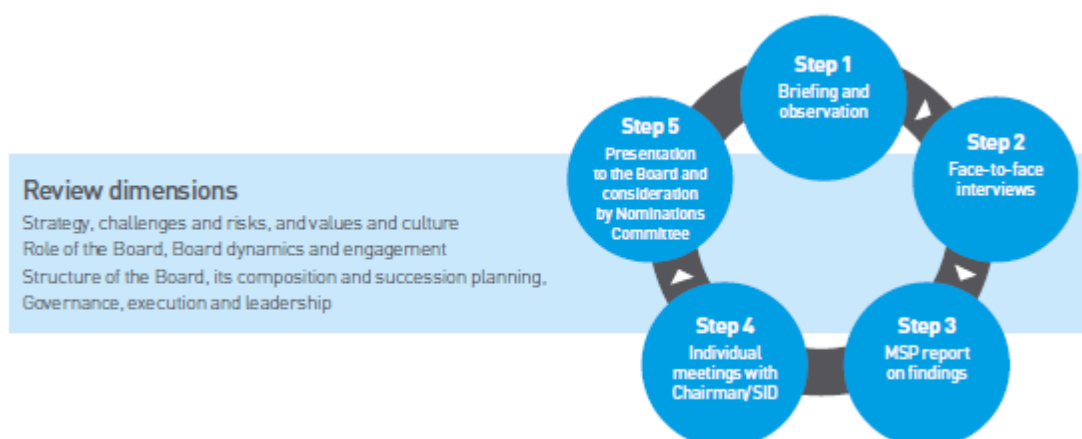 Review dimensions
Strategy, challenges and risks, and values and culture
Role of the Board, Board dynamics and engagement
Structure of the Board, its composition and succession planning,
Governance, execution and leadership
Step 1
Briefing and
observation
Step 2
Face-to-face
interviews
Step 3
MSP report
on findings
Step 4
Individual
meetings with
Chairman/SID
Step 5
Presentation
to the Board and
consideration
by Nominations
Committee